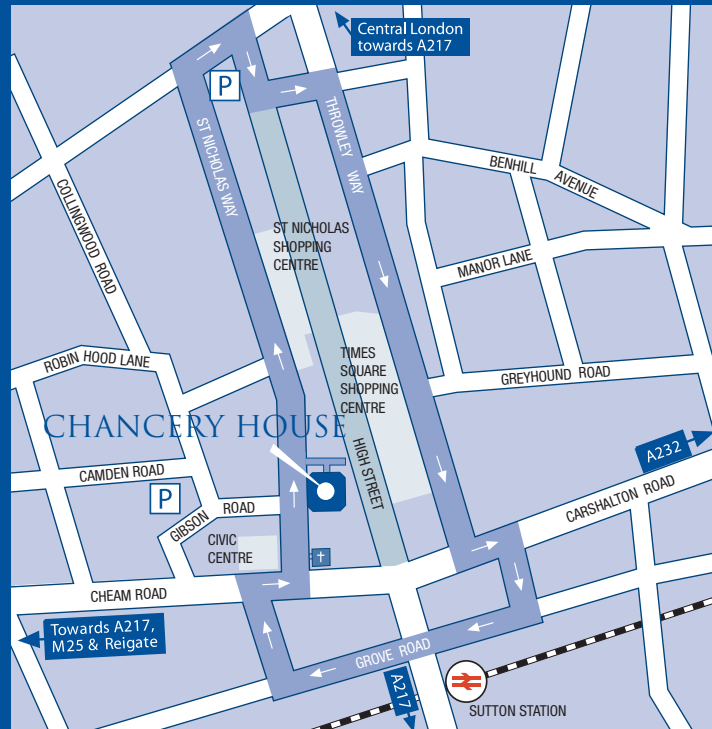 Central London
towards A217
P
ST NICHOLAS WAY
THROWLEY WAY
BENHILL AVENUE
COLLINGWOOD ROAD
ST NICHOLAS
SHOPPING
CENTRE
MANOR LANE
TIMES
SQUARE
SHOPPING
CENTRE
ROBIN HOOD LANE
GREYHOUND ROAD
CHANCERY HOUSE
HIGH STREET
A232
CAMDEN ROAD
P
GIBSON ROAD
CARSHALTON ROAD
CIVIC
CENTRE
CHEAM ROAD
Towards A217,
M25 & Reigate
GROVE ROAD
A217
SUTTON STATION